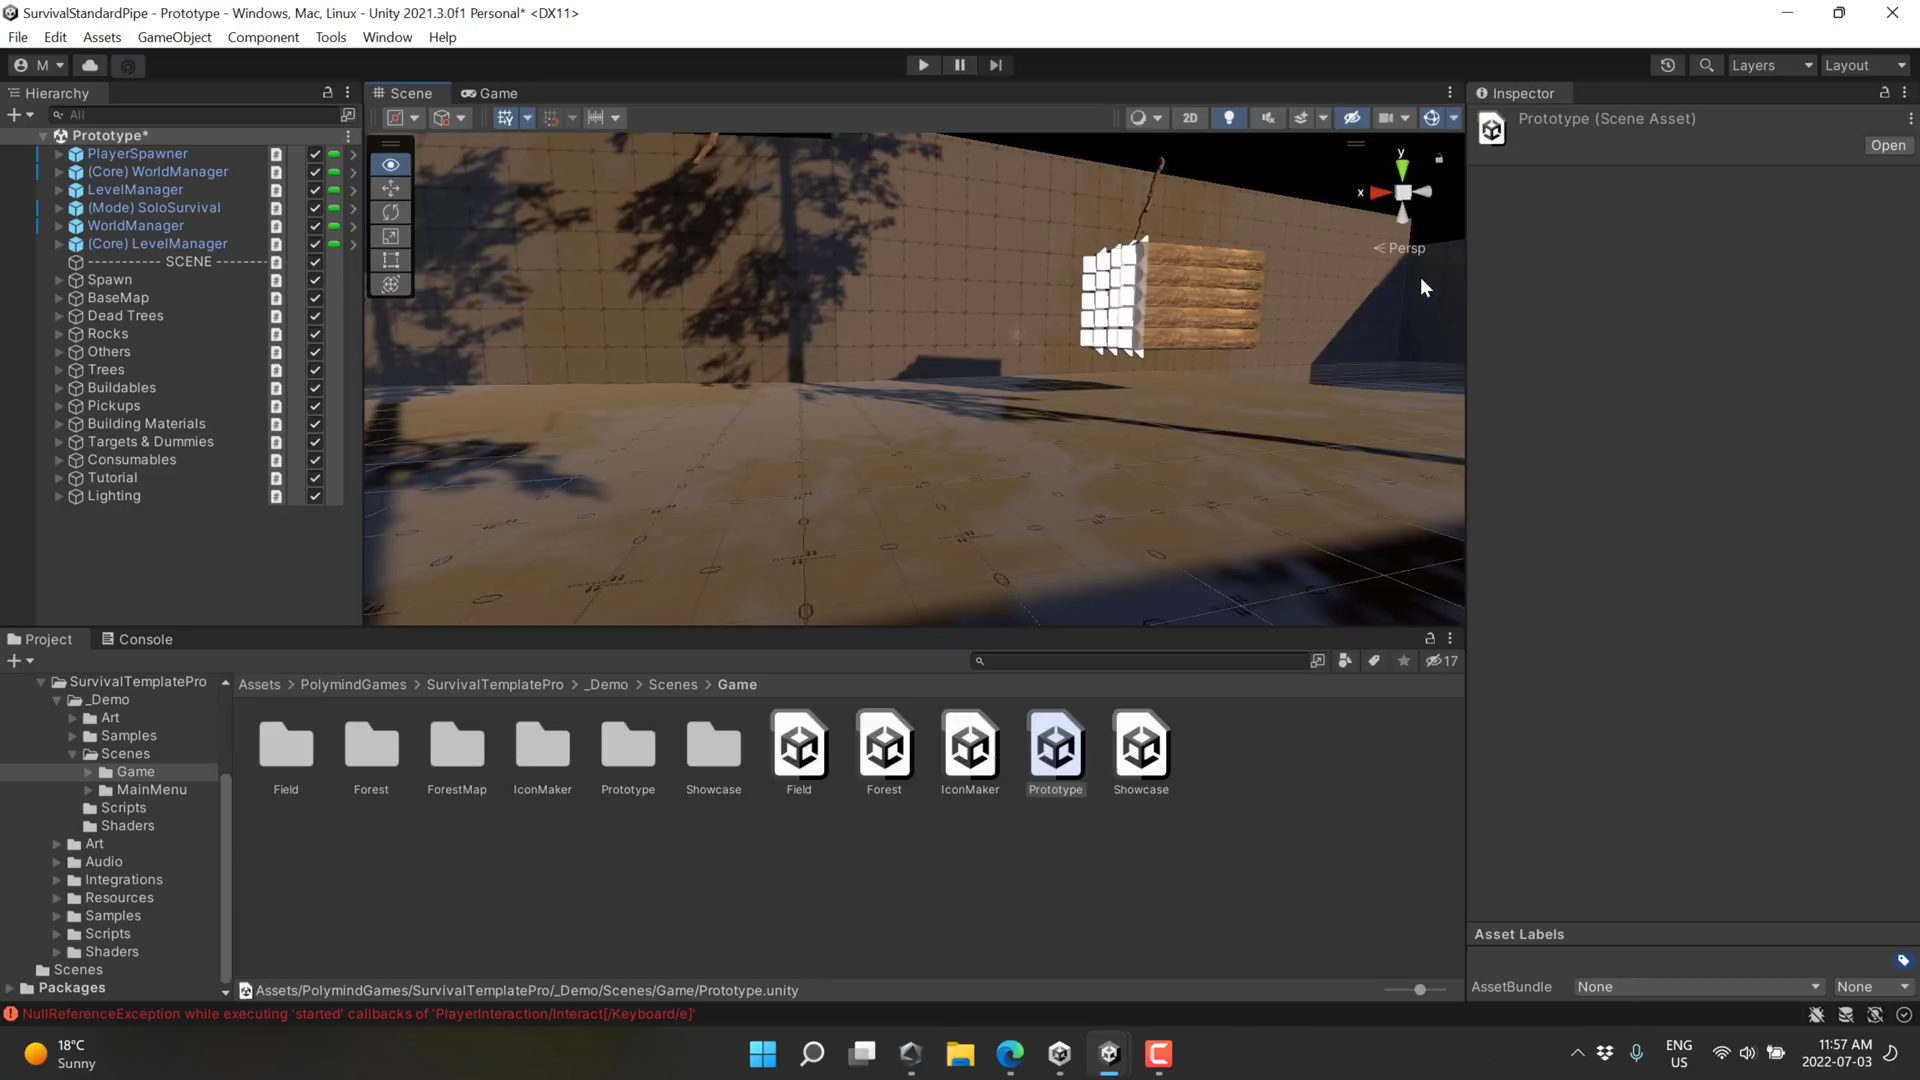 SurvivalStandardPipe - Prototype - Windows, Mac, Linux - Unity 2021.3.0f1 Personal* <DX11>
File Edit Assets GameObject Component Tools Window Help
M Layers Layout
Hierarchy
All
Prototype*
PlayerSpawner
(Core) WorldManager
LevelManager
(Mode) SoloSurvival
WorldManager
(Core) LevelManager
----------- SCENE -------
Spawn
BaseMap
Dead Trees
Rocks
Others
Trees
Buildables
Pickups
Building Materials
Targets & Dummies
Consumables
Tutorial
Lighting
Scene Game
2D
y
x
< Persp
Inspector
Prototype (Scene Asset)
Open
Project Console
17
SurvivalTemplatePro
_Demo
Art
Samples
Scenes
Game
MainMenu
Scripts
Shaders
Art
Audio
Integrations
Resources
Samples
Scripts
Shaders
Scenes
Packages
Assets > PolymindGames > SurvivalTemplatePro > _Demo > Scenes > Game
Field Forest ForestMap IconMaker Prototype Showcase Field Forest IconMaker Prototype Showcase
Assets/PolymindGames/SurvivalTemplatePro/_Demo/Scenes/Game/Prototype.unity
Asset Labels
AssetBundle None None
NullReferenceException while executing 'started' callbacks of 'PlayerInteraction/Interact[/Keyboard/e]'
18°C
Sunny
ENG
US
11:57 AM
2022-07-03